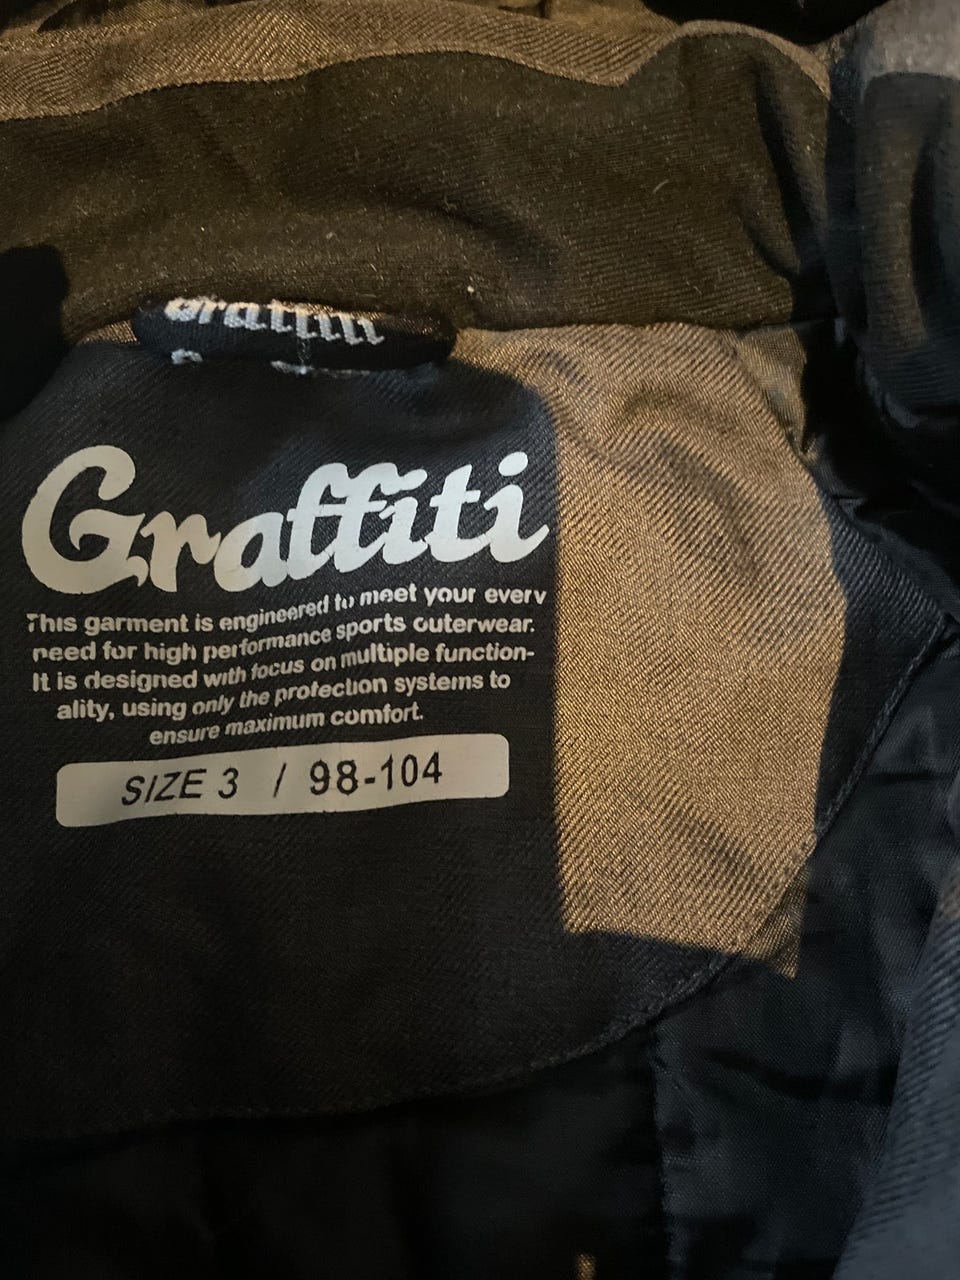 Graffiti
Graffiti
This garment is engineered to meet your every
need for high performance sports outerwear.
It is designed with focus on multiple function-
ality, using only the protection systems to
ensure maximum comfort.
SIZE 3 / 98-104